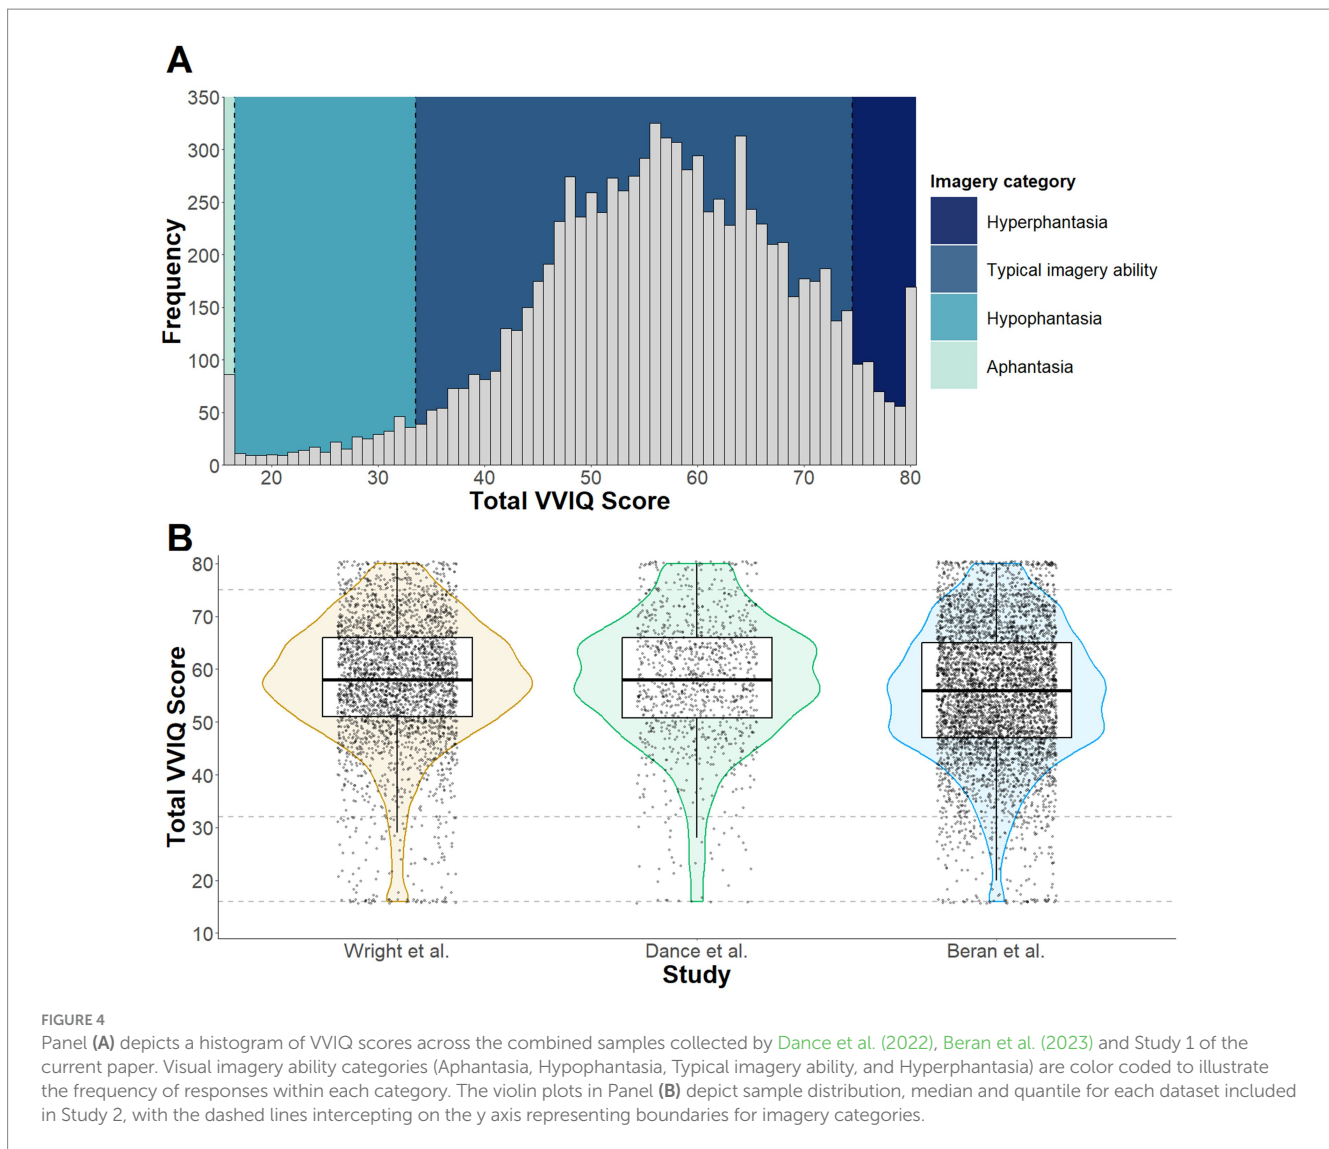 A
350
300
250
200
150
100
50
0
Frequency
20 30 40 50 60 70 80
Total VVIQ Score
Imagery category
Hyperphantasia
Typical imagery ability
Hypophantasia
Aphantasia
B
80
70
60
50
40
30
20
10
Total VVIQ Score
Wright et al. Dance et al. Beran et al.
Study
FIGURE 4
Panel (A) depicts a histogram of VVIQ scores across the combined samples collected by Dance et al. (2022), Beran et al. (2023) and Study 1 of the
current paper. Visual imagery ability categories (Aphantasia, Hypophantasia, Typical imagery ability, and Hyperphantasia) are color coded to illustrate
the frequency of responses within each category. The violin plots in Panel (B) depict sample distribution, median and quantile for each dataset included
in Study 2, with the dashed lines intercepting on the y axis representing boundaries for imagery categories.